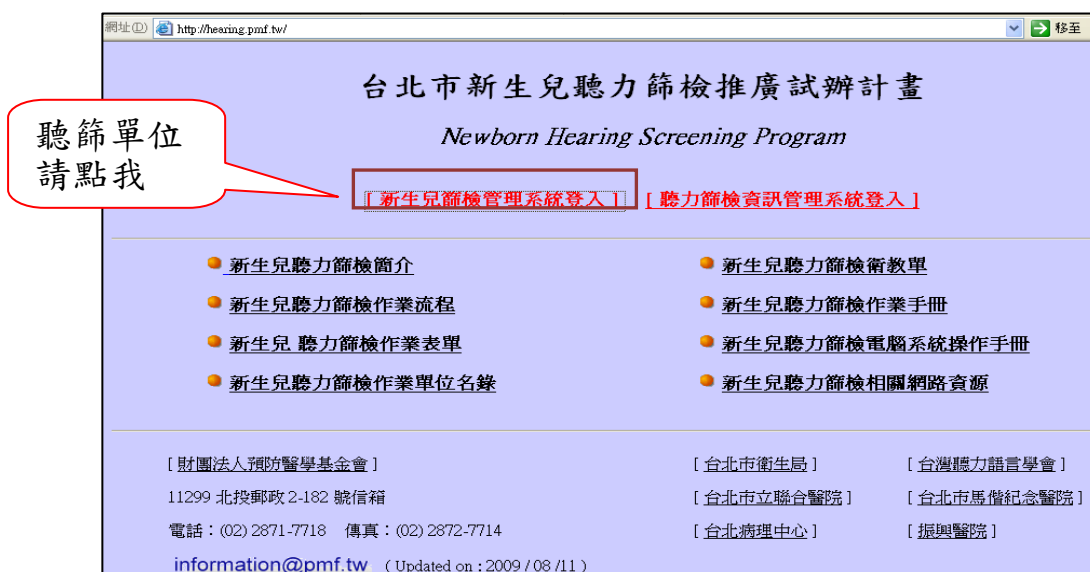 網址(D) http://hearing.pmf.tw/ 移至
台北市新生兒聽力篩檢推廣試辦計畫
Newborn Hearing Screening Program
聽篩單位
請點我
[ 新生兒篩檢管理系統登入 ] [ 聽力篩檢資訊管理系統登入 ]
新生兒聽力篩檢簡介 新生兒聽力篩檢衛教單
新生兒聽力篩檢作業流程 新生兒聽力篩檢作業手冊
新生兒 聽力篩檢作業表單 新生兒聽力篩檢電腦系統操作手冊
新生兒聽力篩檢作業單位名錄 新生兒聽力篩檢相關網路資源
[ 財團法人預防醫學基金會 ] [ 台北市衛生局 ] [ 台灣聽力語言學會 ]
11299 北投郵政 2-182 號信箱 [ 台北市立聯合醫院 ] [ 台北市馬偕紀念醫院 ]
電話：(02) 2871-7718 傳真：(02) 2872-7714 [ 台北病理中心 ] [ 振興醫院 ]
information@pmf.tw ( Updated on : 2009 / 08 /11 )